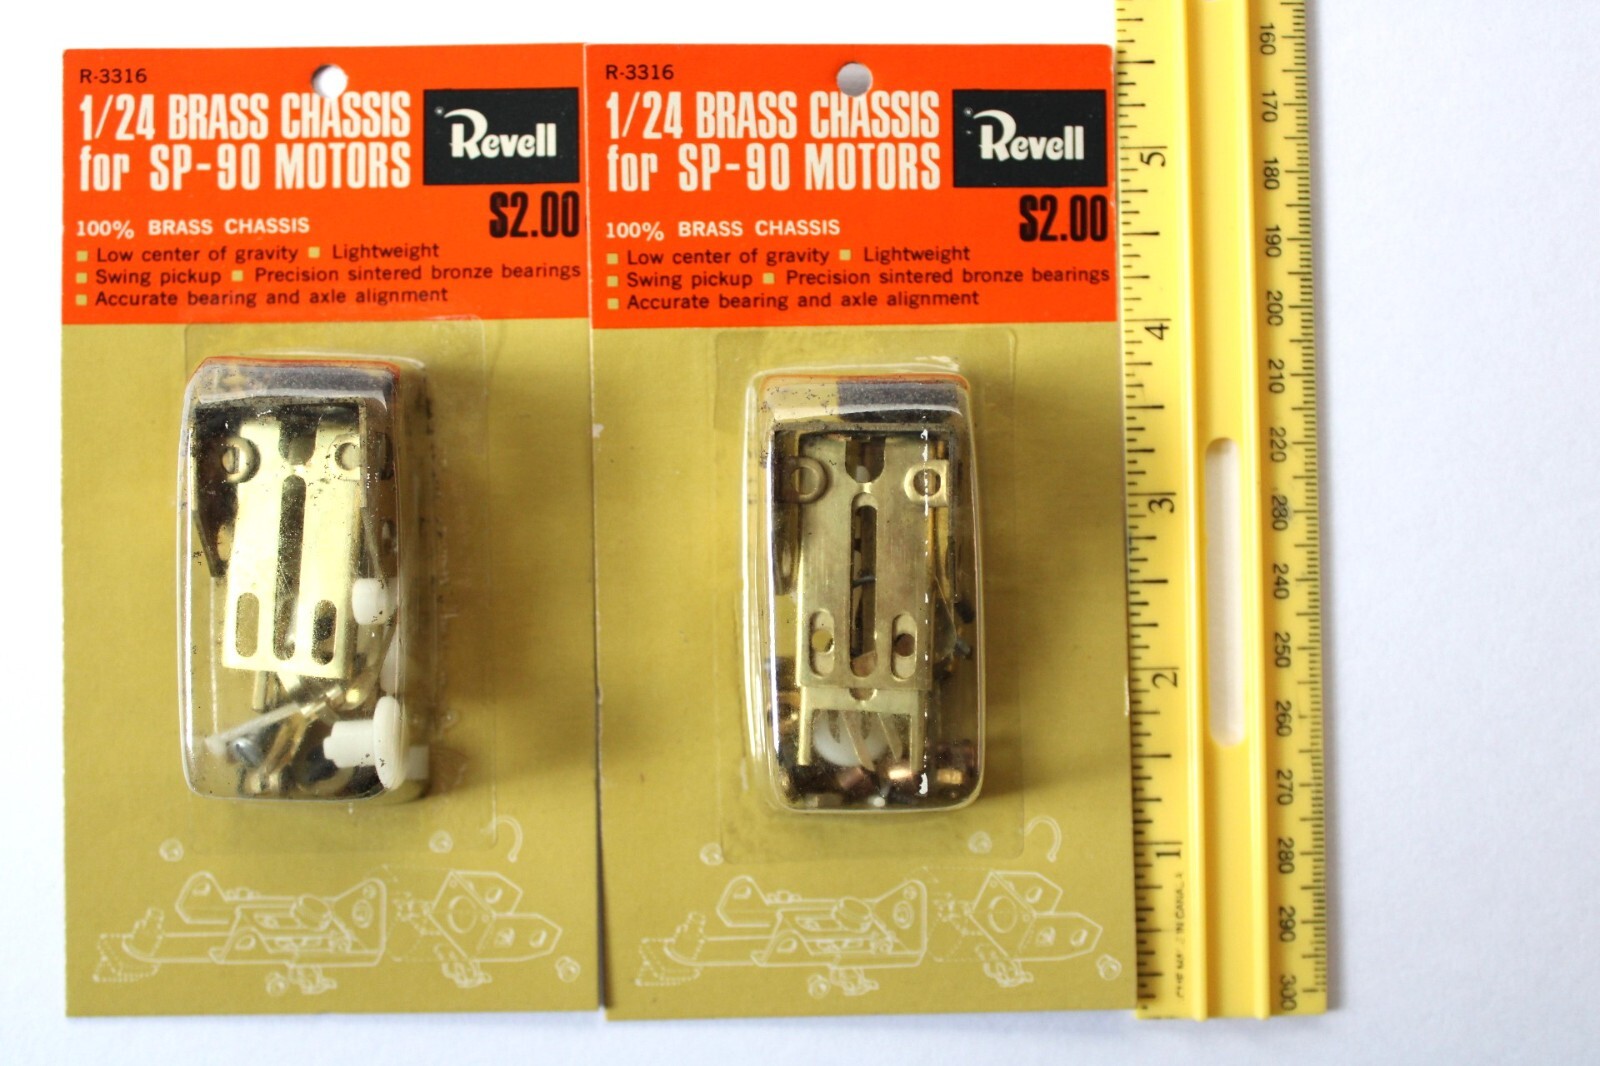 R-3316
1/24 BRASS CHASSIS
for SP-90 MOTORS
Revell
$2.00
100% BRASS CHASSIS
Low center of gravity Lightweight
Swing pickup Precision sintered bronze bearings
Accurate bearing and axle alignment
R-3316
1/24 BRASS CHASSIS
for SP-90 MOTORS
Revell
$2.00
100% BRASS CHASSIS
Low center of gravity Lightweight
Swing pickup Precision sintered bronze bearings
Accurate bearing and axle alignment
5
4
3
2
1
160
170
180
190
200
210
220
230
240
250
260
270
280
290
300